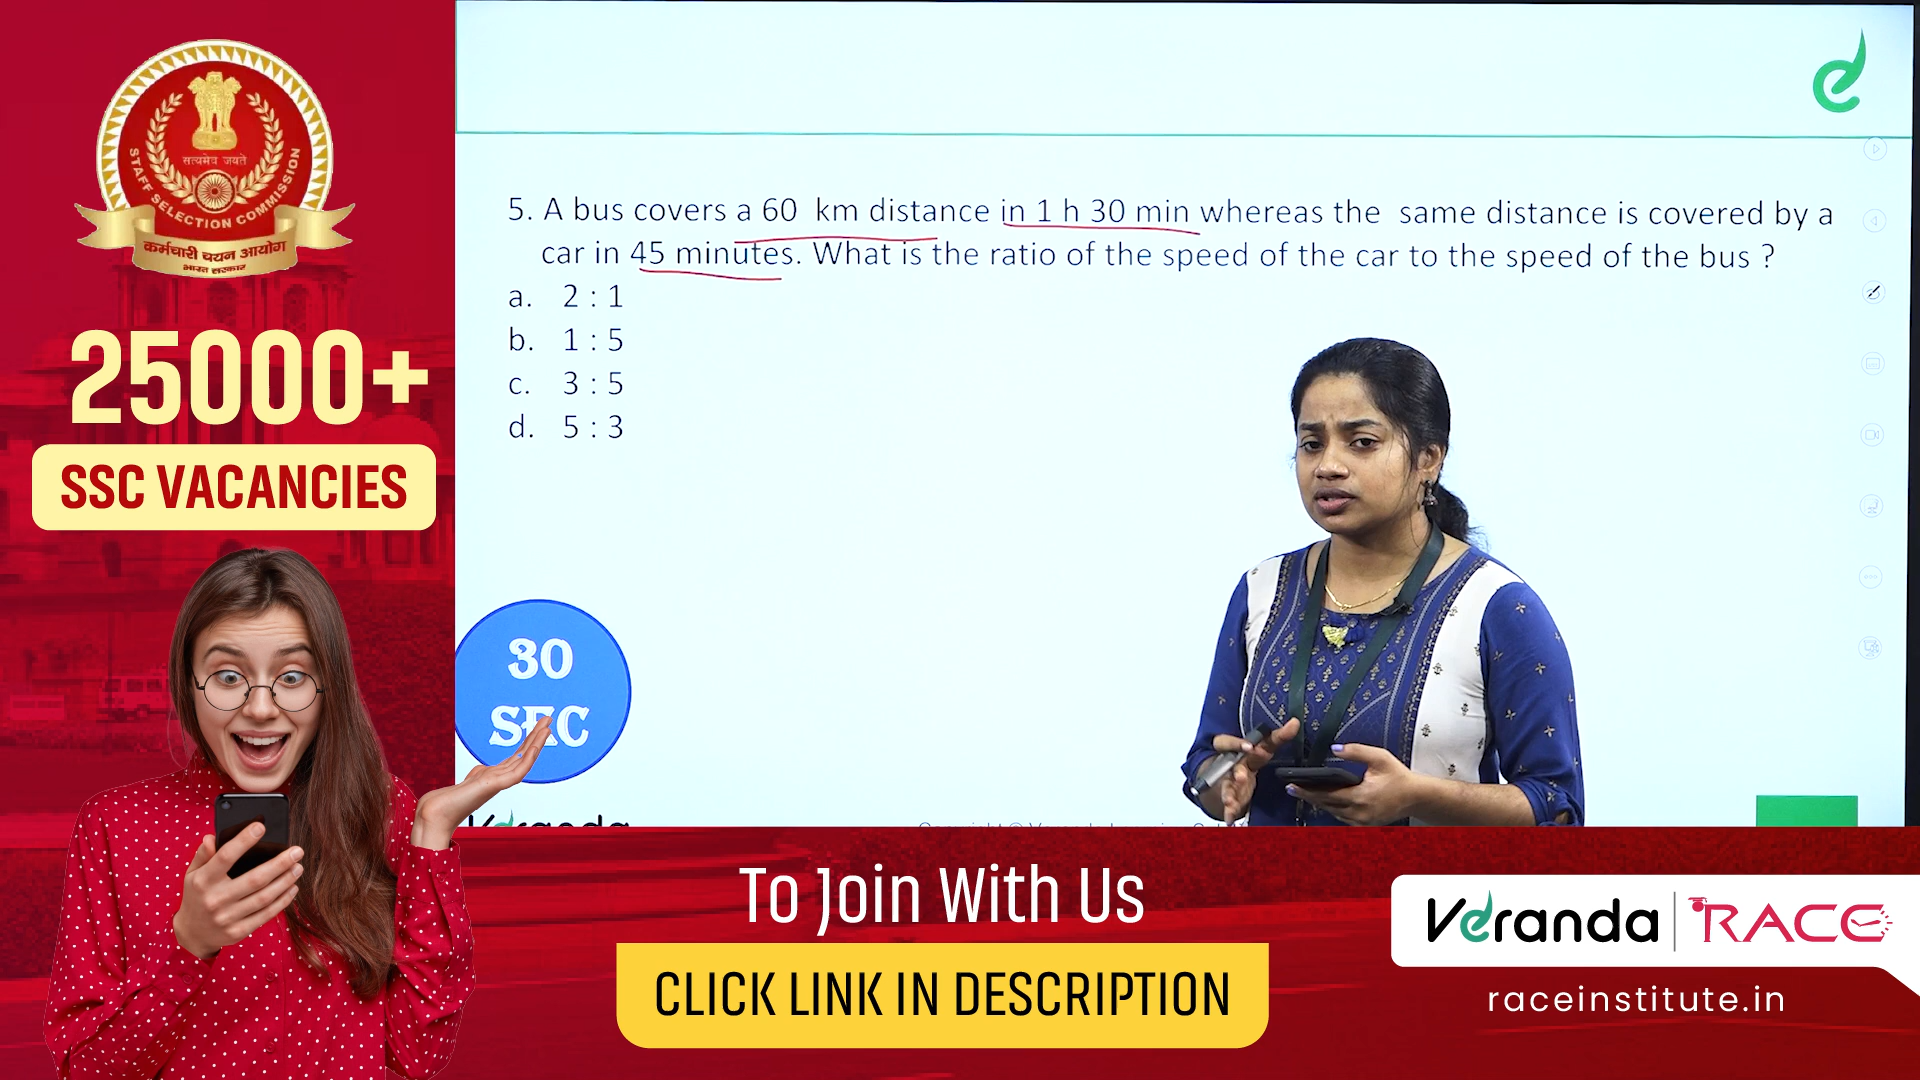 सत्यमेव जयते
STAFF SELECTION COMMISSION
कर्मचारी चयन आयोग
भारत सरकार
25000+
SSC VACANCIES
5. A bus covers a 60 km distance in 1 h 30 min whereas the same distance is covered by a
car in 45 minutes. What is the ratio of the speed of the car to the speed of the bus ?
a. 2 : 1
b. 1 : 5
c. 3 : 5
d. 5 : 3
30
SEC
Veranda
To Join With Us
CLICK LINK IN DESCRIPTION
Veranda RACE
raceinstitute.in